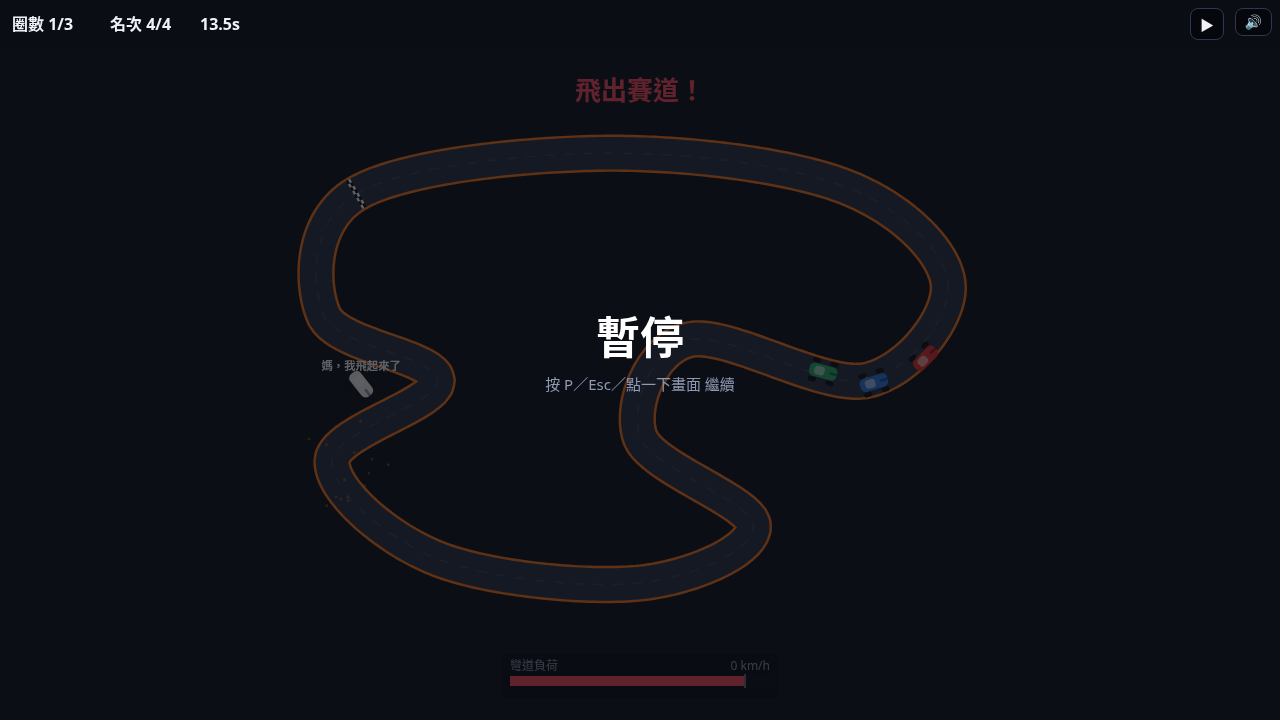 圈數 1/3 名次 4/4 13.5s
飛出賽道！
暫停
媽，我飛起來了
按 P／Esc／點一下畫面 繼續
彎道負荷 0 km/h